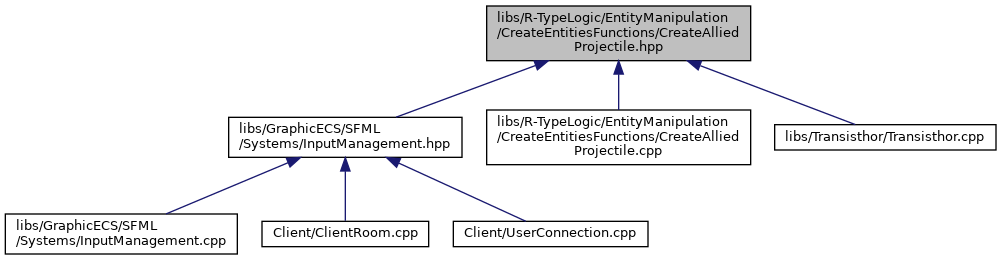 libs/R-TypeLogic/EntityManipulation
/CreateEntitiesFunctions/CreateAllied
Projectile.hpp
libs/GraphicECS/SFML
/Systems/InputManagement.hpp
libs/R-TypeLogic/EntityManipulation
/CreateEntitiesFunctions/CreateAllied
Projectile.cpp
libs/Transisthor/Transisthor.cpp
libs/GraphicECS/SFML
/Systems/InputManagement.cpp
Client/ClientRoom.cpp
Client/UserConnection.cpp